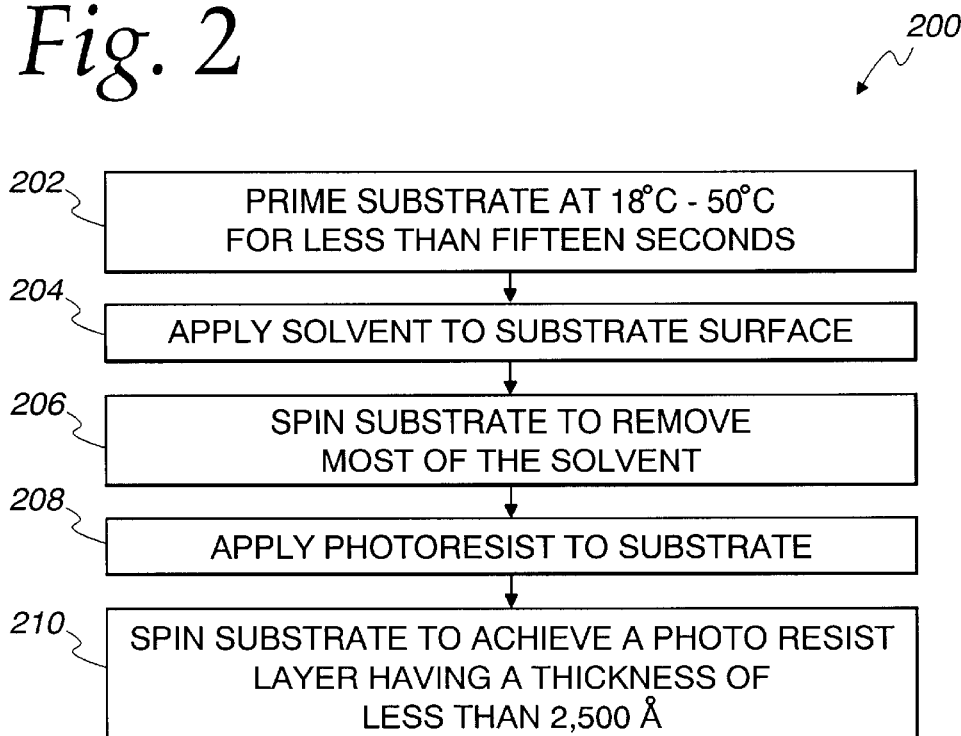 Fig. 2
200
202
PRIME SUBSTRATE AT 18°C - 50°C
FOR LESS THAN FIFTEEN SECONDS
204
APPLY SOLVENT TO SUBSTRATE SURFACE
206
SPIN SUBSTRATE TO REMOVE
MOST OF THE SOLVENT
208
APPLY PHOTORESIST TO SUBSTRATE
210
SPIN SUBSTRATE TO ACHIEVE A PHOTO RESIST
LAYER HAVING A THICKNESS OF
LESS THAN 2,500 Å